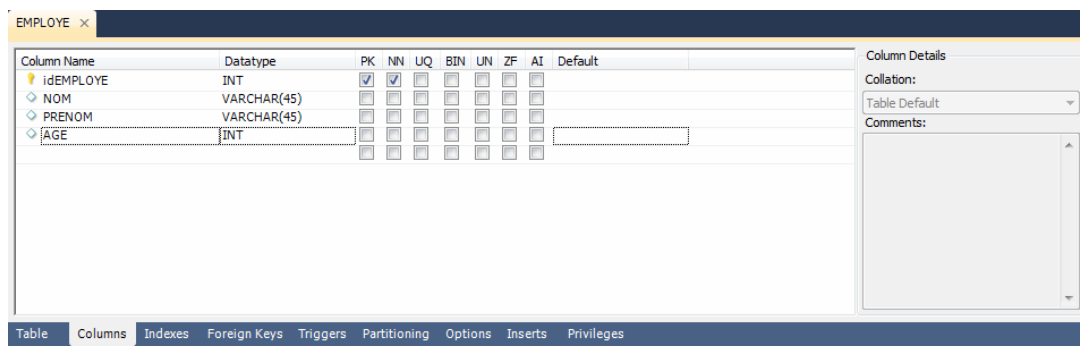 EMPLOYE ×
Column Name Datatype PK NN UQ BIN UN ZF AI Default
idEMPLOYE INT
NOM VARCHAR(45)
PRENOM VARCHAR(45)
AGE INT
Column Details
Collation:
Table Default
Comments:
Table Columns Indexes Foreign Keys Triggers Partitioning Options Inserts Privileges